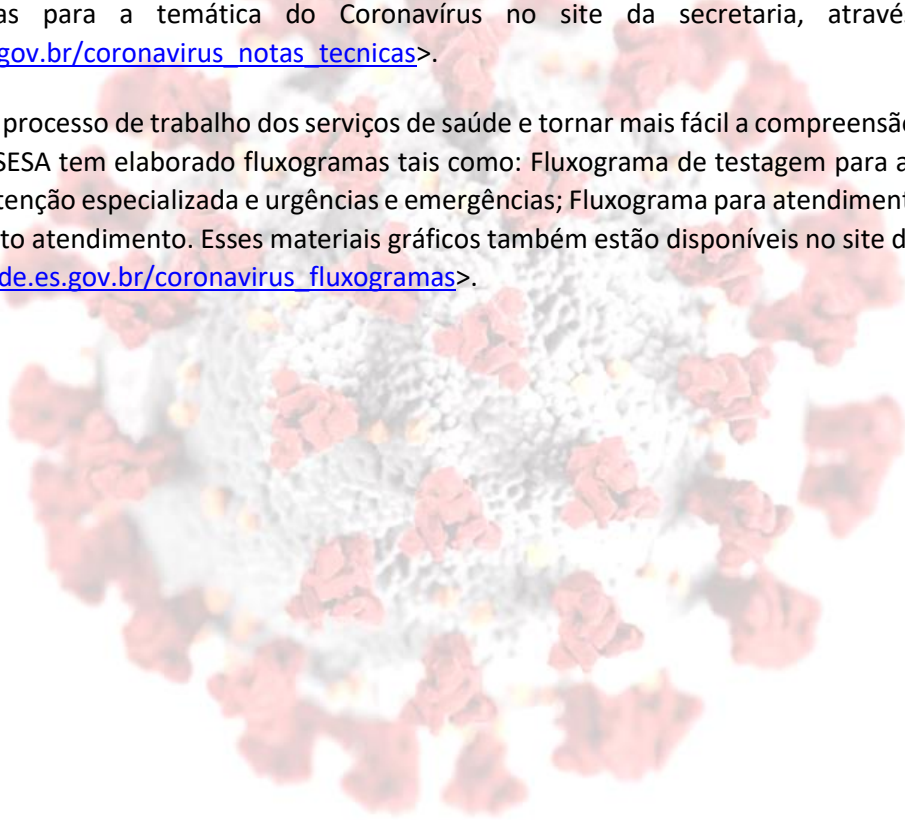 as para a temática do Coronavírus no site da secretaria, através
gov.br/coronavirus_notas_tecnicas>.
processo de trabalho dos serviços de saúde e tornar mais fácil a compreensão
SESA tem elaborado fluxogramas tais como: Fluxograma de testagem para a
tenção especializada e urgências e emergências; Fluxograma para atendiment
to atendimento. Esses materiais gráficos também estão disponíveis no site d
de.es.gov.br/coronavirus_fluxogramas>.